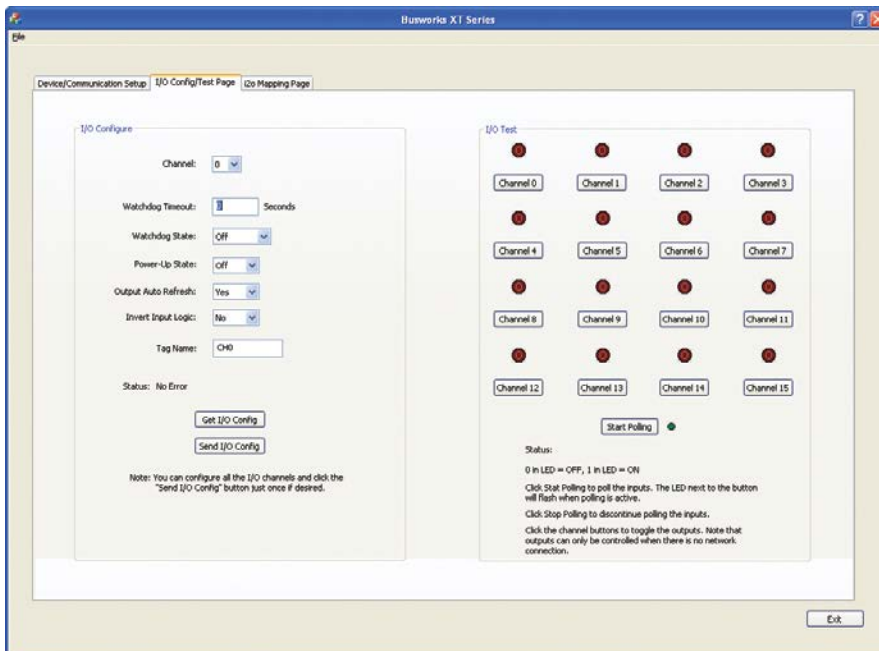 Busworks XT Series
File
Device/Communication Setup I/O Config/Test Page i2o Mapping Page
I/O Configure
Channel: 0
Watchdog Timeout: Seconds
Watchdog State: Off
Power-Up State: Off
Output Auto Refresh: Yes
Invert Input Logic: No
Tag Name: CH0
Status: No Error
Get I/O Config
Send I/O Config
Note: You can configure all the I/O channels and click the
"Send I/O Config" button just once if desired.
I/O Test
Channel 0 Channel 1 Channel 2 Channel 3
Channel 4 Channel 5 Channel 6 Channel 7
Channel 8 Channel 9 Channel 10 Channel 11
Channel 12 Channel 13 Channel 14 Channel 15
Start Polling
Status:
0 in LED = OFF, 1 in LED = ON
Click Stat Polling to poll the inputs. The LED next to the button
will flash when polling is active.
Click Stop Polling to discontinue polling the inputs.
Click the channel buttons to toggle the outputs. Note that
outputs can only be controlled when there is no network
connection.
Exit